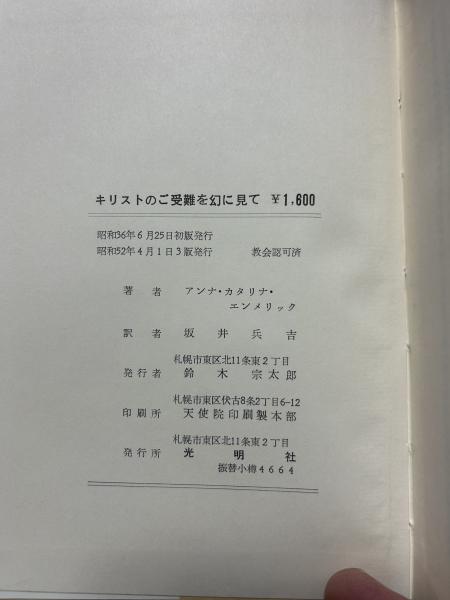 キリストのご受難を幻に見て ¥1,600
昭和36年6月25日初版発行
昭和52年4月1日3版発行 教会認可済
著者 アンナ・カタリナ・
エンメリック
訳者 坂井兵吉
札幌市東区北11条東2丁目
発行者 鈴木宗太郎
札幌市東区伏古8条2丁目6-12
印刷所 天使院印刷製本部
札幌市東区北11条東2丁目
発行所 光明社
振替小樽4664